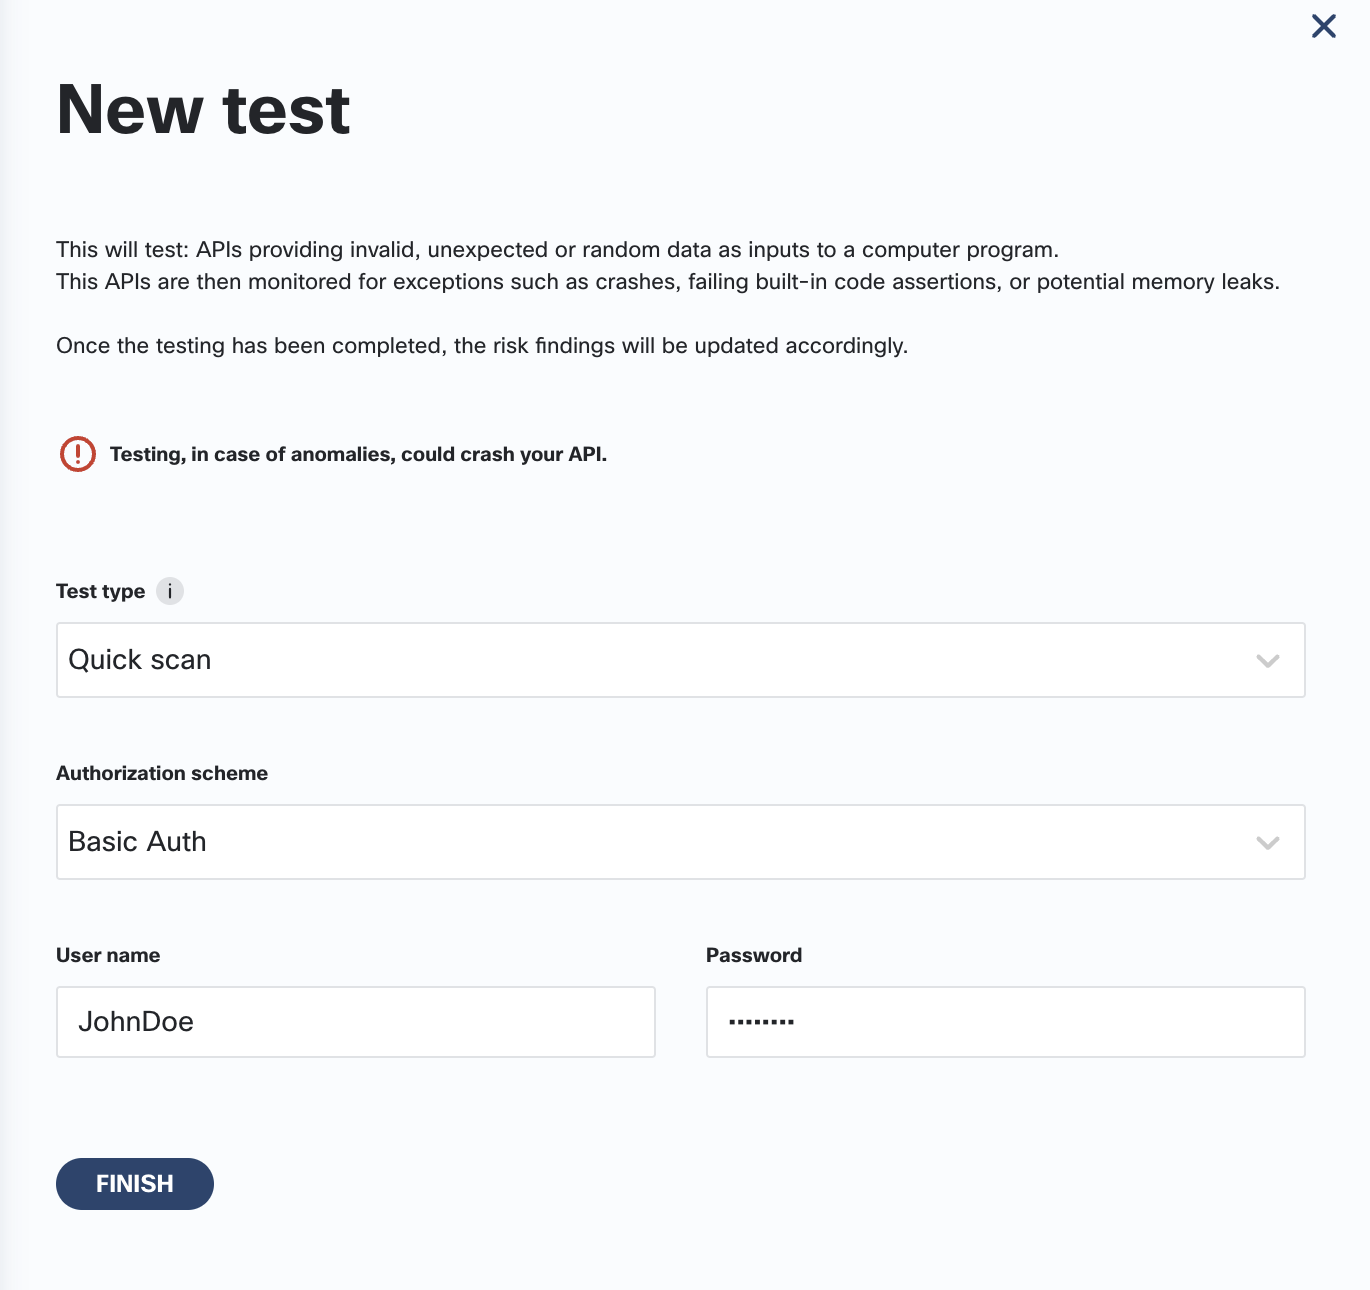 New test
This will test: APIs providing invalid, unexpected or random data as inputs to a computer program.
This APIs are then monitored for exceptions such as crashes, failing built-in code assertions, or potential memory leaks.
Once the testing has been completed, the risk findings will be updated accordingly.
Testing, in case of anomalies, could crash your API.
Test type i
Quick scan
Authorization scheme
Basic Auth
User name
Password
JohnDoe
••••••••
FINISH